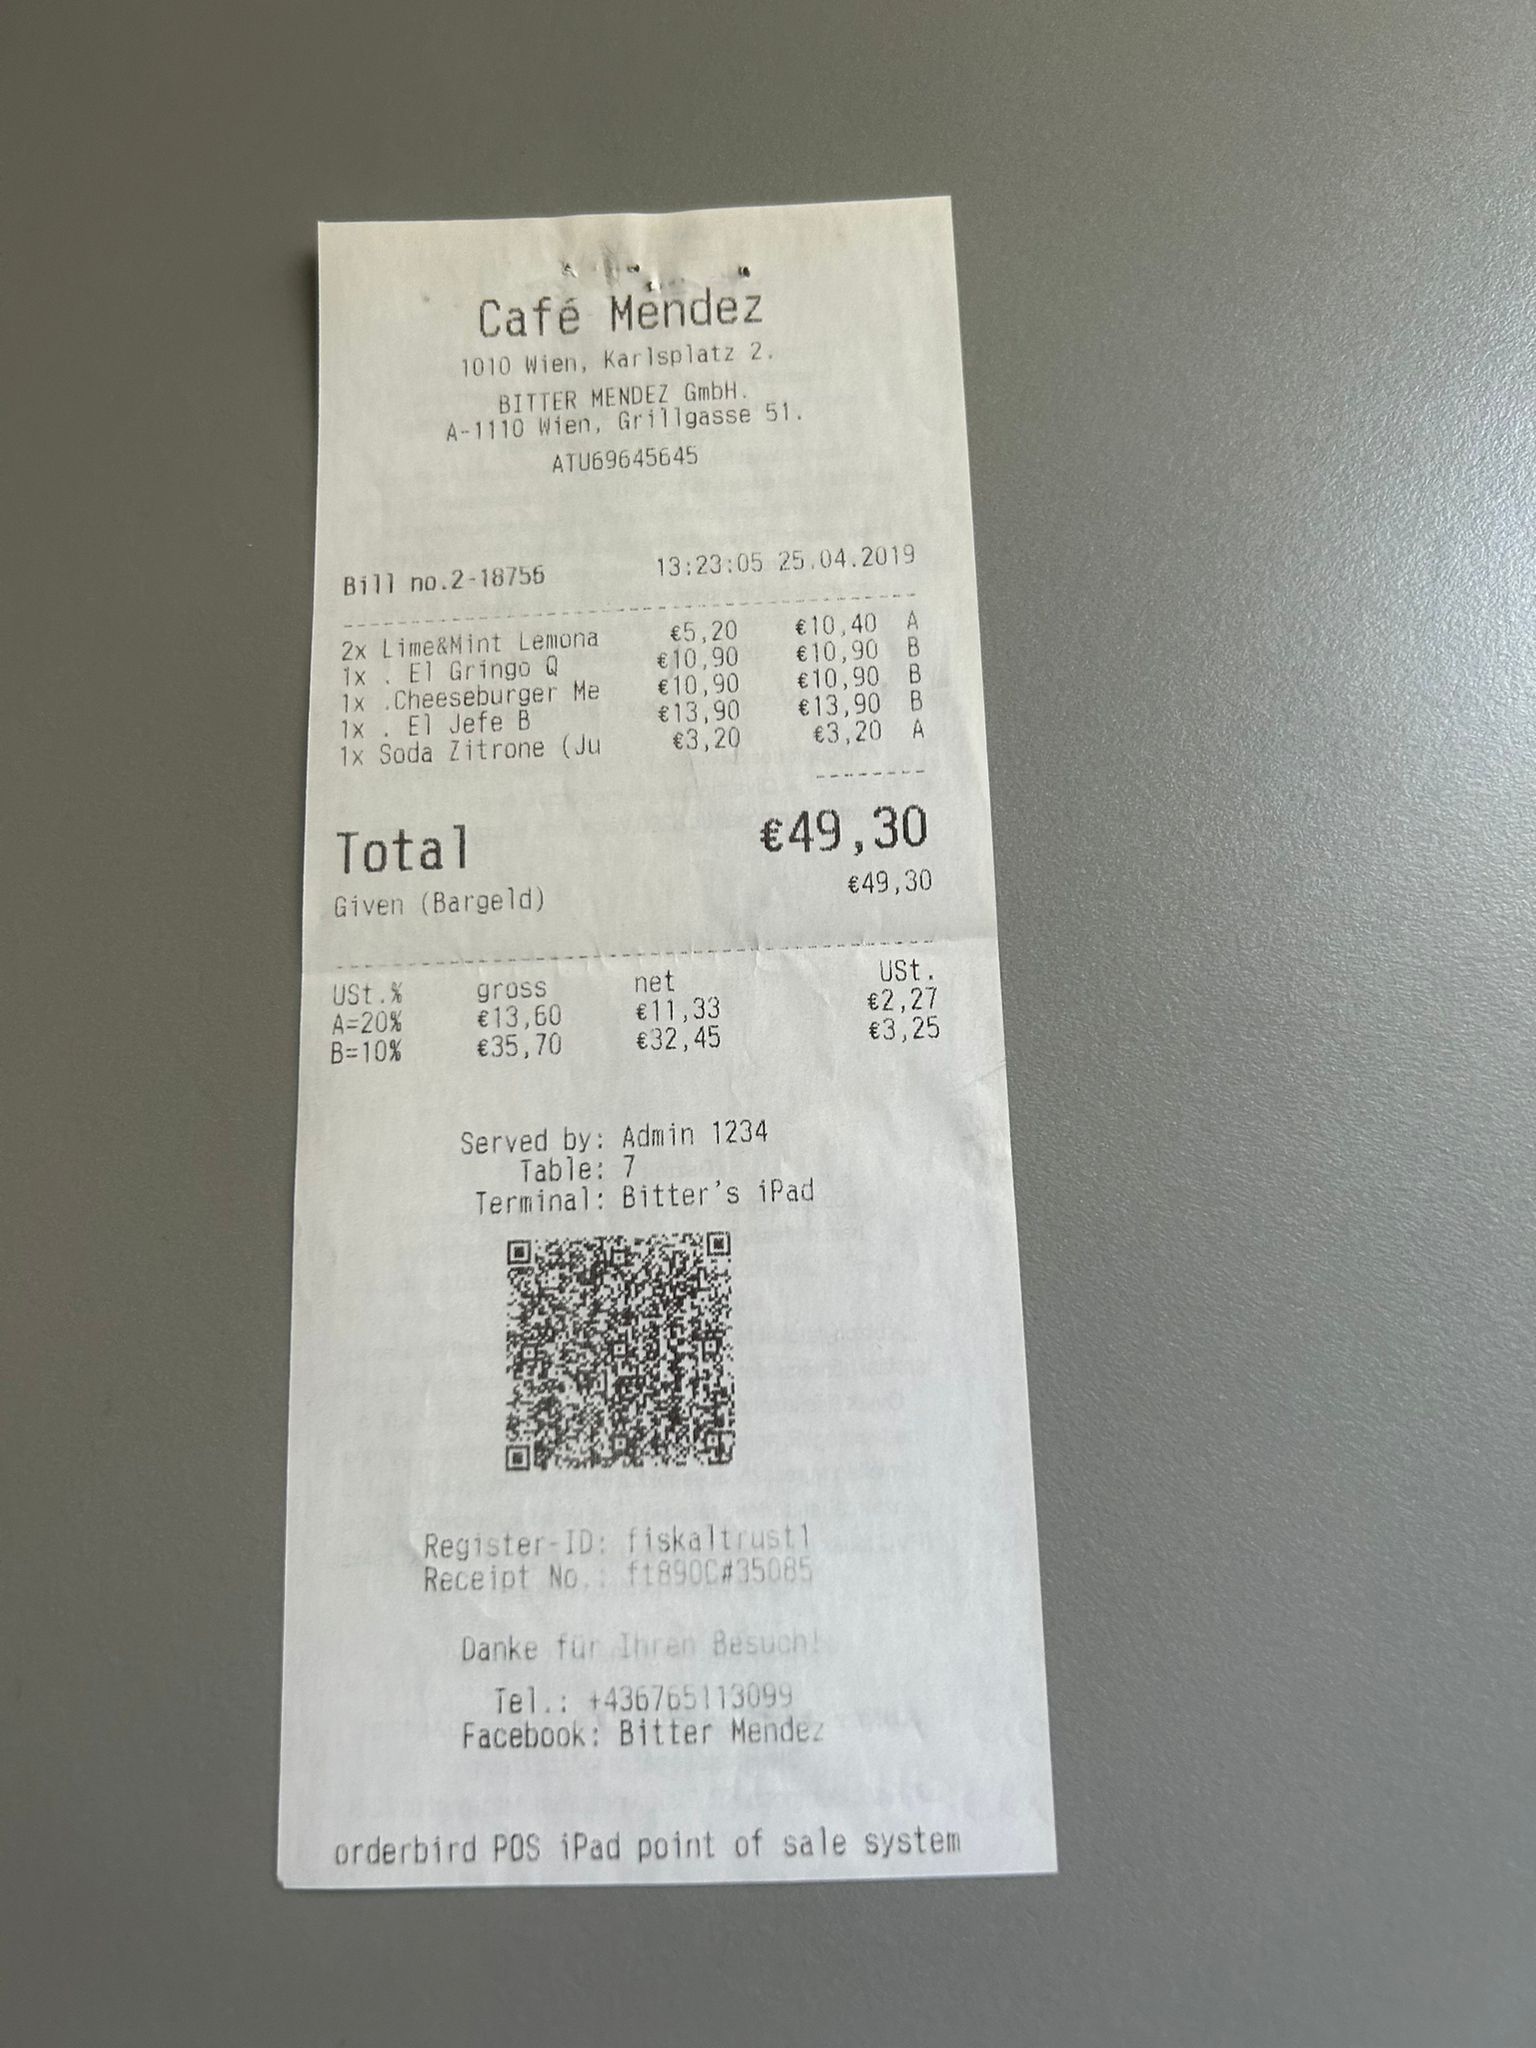 Café Mendez
1010 Wien, Karlsplatz 2.
BITTER MENDEZ GmbH.
A-1110 Wien, Grillgasse 51.
ATU69645645
Bill no.2-18756 13:23:05 25.04.2019
2x Lime&Mint Lemona €5,20 €10,40 A
1x . El Gringo Q €10,90 €10,90 B
1x .Cheeseburger Me €10,90 €10,90 B
1x . El Jefe B €13,90 €13,90 B
1x Soda Zitrone (Ju €3,20 €3,20 A
Total €49,30
Given (Bargeld) €49,30
USt.% gross net USt.
A=20% €13,60 €11,33 €2,27
B=10% €35,70 €32,45 €3,25
Served by: Admin 1234
Table: 7
Terminal: Bitter's iPad
Register-ID: fiskaltrust1
Receipt No.: ft890C#35085
Danke für Ihren Besuch!
Tel.: +436765113099
Facebook: Bitter Mendez
orderbird POS iPad point of sale system